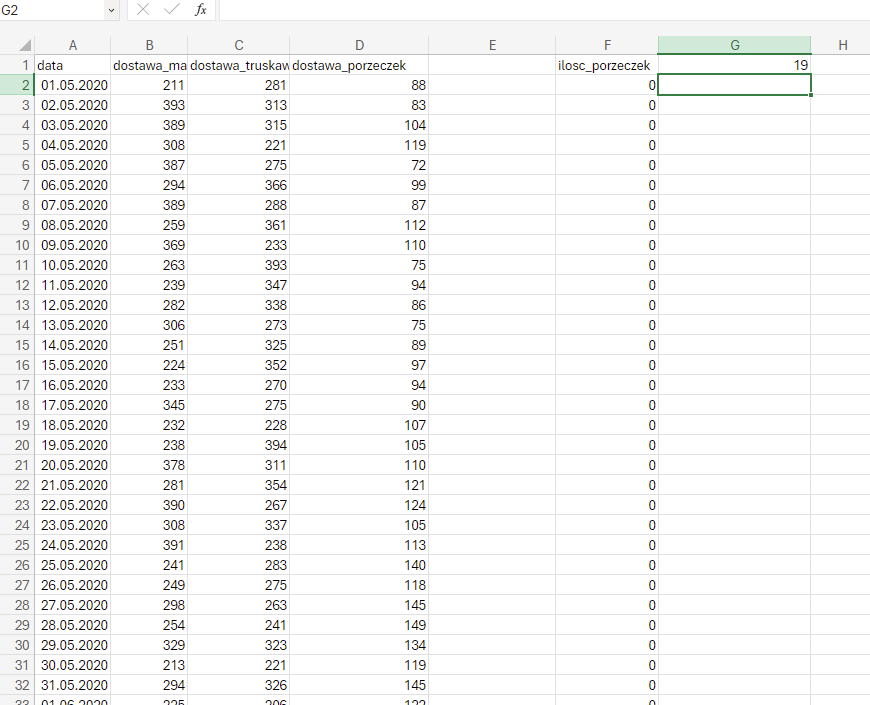 G2 fx
A B C D E F G H
1 data dostawa_ma dostawa_truskaw dostawa_porzeczek ilosc_porzeczek 19
2 01.05.2020 211 281 88 0
3 02.05.2020 393 313 83 0
4 03.05.2020 389 315 104 0
5 04.05.2020 308 221 119 0
6 05.05.2020 387 275 72 0
7 06.05.2020 294 366 99 0
8 07.05.2020 389 288 87 0
9 08.05.2020 259 361 112 0
10 09.05.2020 369 233 110 0
11 10.05.2020 263 393 75 0
12 11.05.2020 239 347 94 0
13 12.05.2020 282 338 86 0
14 13.05.2020 306 273 75 0
15 14.05.2020 251 325 89 0
16 15.05.2020 224 352 97 0
17 16.05.2020 233 270 94 0
18 17.05.2020 345 275 90 0
19 18.05.2020 232 228 107 0
20 19.05.2020 238 394 105 0
21 20.05.2020 378 311 110 0
22 21.05.2020 281 354 121 0
23 22.05.2020 390 267 124 0
24 23.05.2020 308 337 105 0
25 24.05.2020 391 238 113 0
26 25.05.2020 241 283 140 0
27 26.05.2020 249 275 118 0
28 27.05.2020 298 263 145 0
29 28.05.2020 254 241 149 0
30 29.05.2020 329 323 134 0
31 30.05.2020 213 221 119 0
32 31.05.2020 294 326 145 0
33 01.06.2020